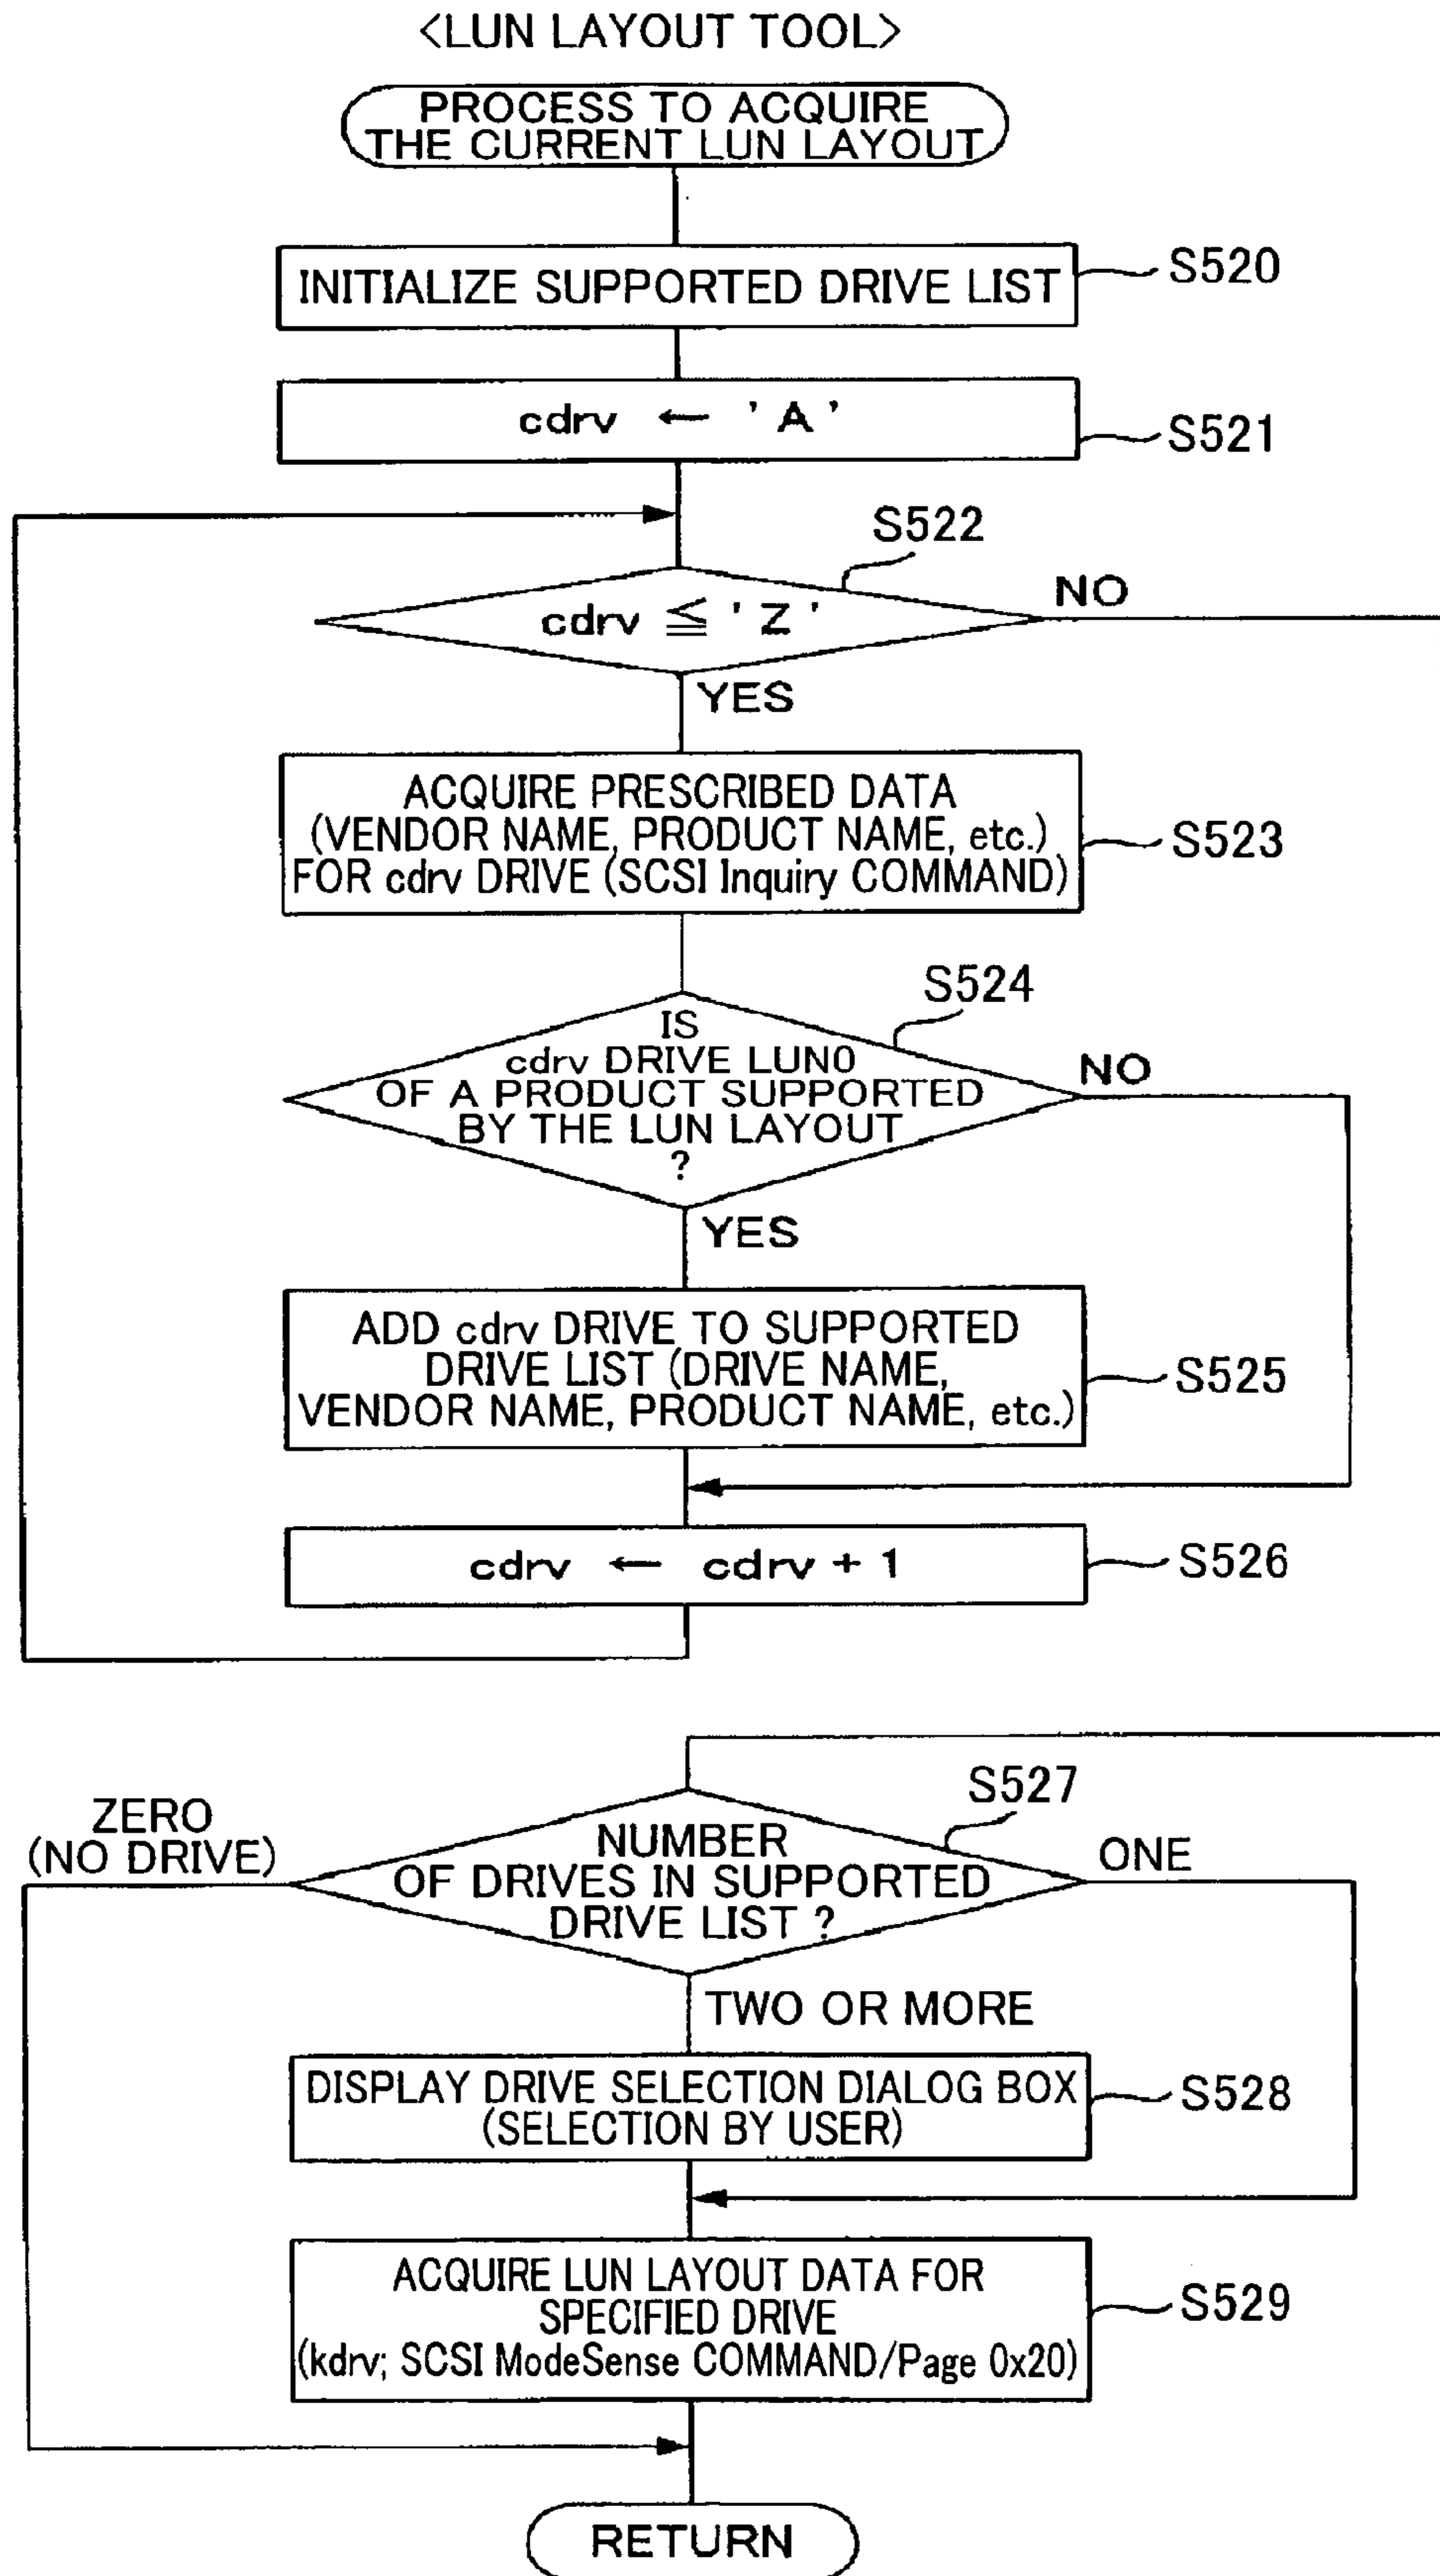 <LUN LAYOUT TOOL>
PROCESS TO ACQUIRE
THE CURRENT LUN LAYOUT
INITIALIZE SUPPORTED DRIVE LIST
S520
cdrv ← 'A'
S521
S522
cdrv ≦ 'Z'
NO
YES
ACQUIRE PRESCRIBED DATA
(VENDOR NAME, PRODUCT NAME, etc.)
FOR cdrv DRIVE (SCSI Inquiry COMMAND)
S523
S524
IS
cdrv DRIVE LUN0
OF A PRODUCT SUPPORTED
BY THE LUN LAYOUT
?
NO
YES
ADD cdrv DRIVE TO SUPPORTED
DRIVE LIST (DRIVE NAME,
VENDOR NAME, PRODUCT NAME, etc.)
S525
cdrv ← cdrv + 1
S526
S527
ZERO
(NO DRIVE)
NUMBER
OF DRIVES IN SUPPORTED
DRIVE LIST ?
ONE
TWO OR MORE
DISPLAY DRIVE SELECTION DIALOG BOX
(SELECTION BY USER)
S528
ACQUIRE LUN LAYOUT DATA FOR
SPECIFIED DRIVE
(kdrv; SCSI ModeSense COMMAND/Page 0x20)
S529
RETURN